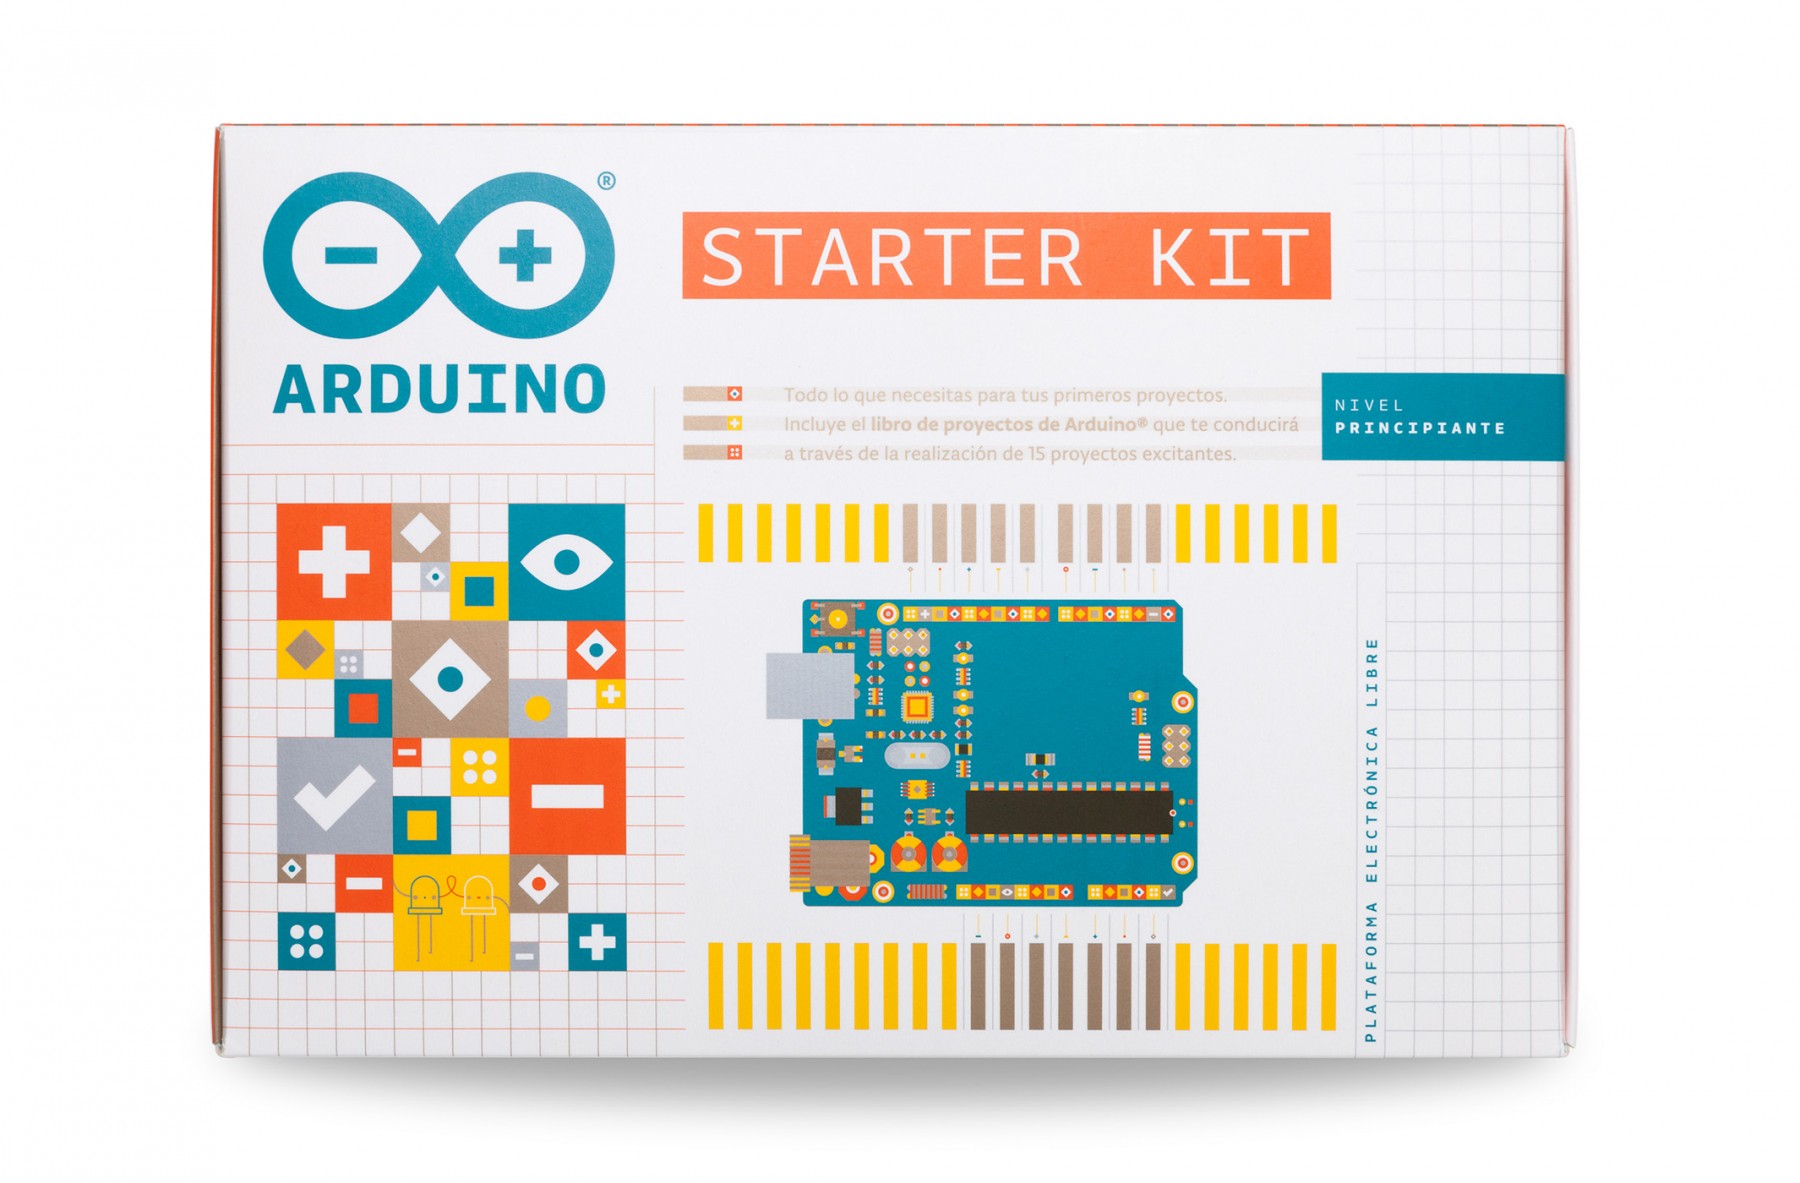 ®
ARDUINO
STARTER KIT
Todo lo que necesitas para tus primeros proyectos.
Incluye el libro de proyectos de Arduino® que te conducirá
a través de la realización de 15 proyectos excitantes.
NIVEL
PRINCIPIANTE
PLATAFORMA ELECTRÓNICA LIBRE